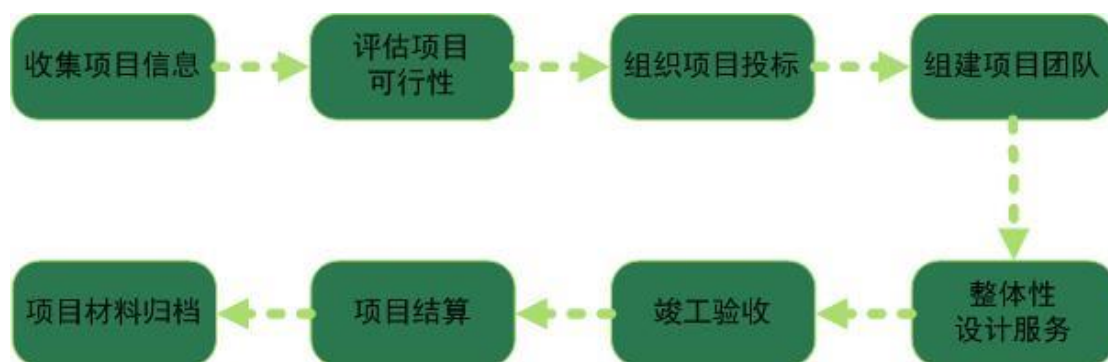 收集项目信息
评估项目
可行性
组织项目投标
组建项目团队
整体性
设计服务
竣工验收
项目结算
项目材料归档